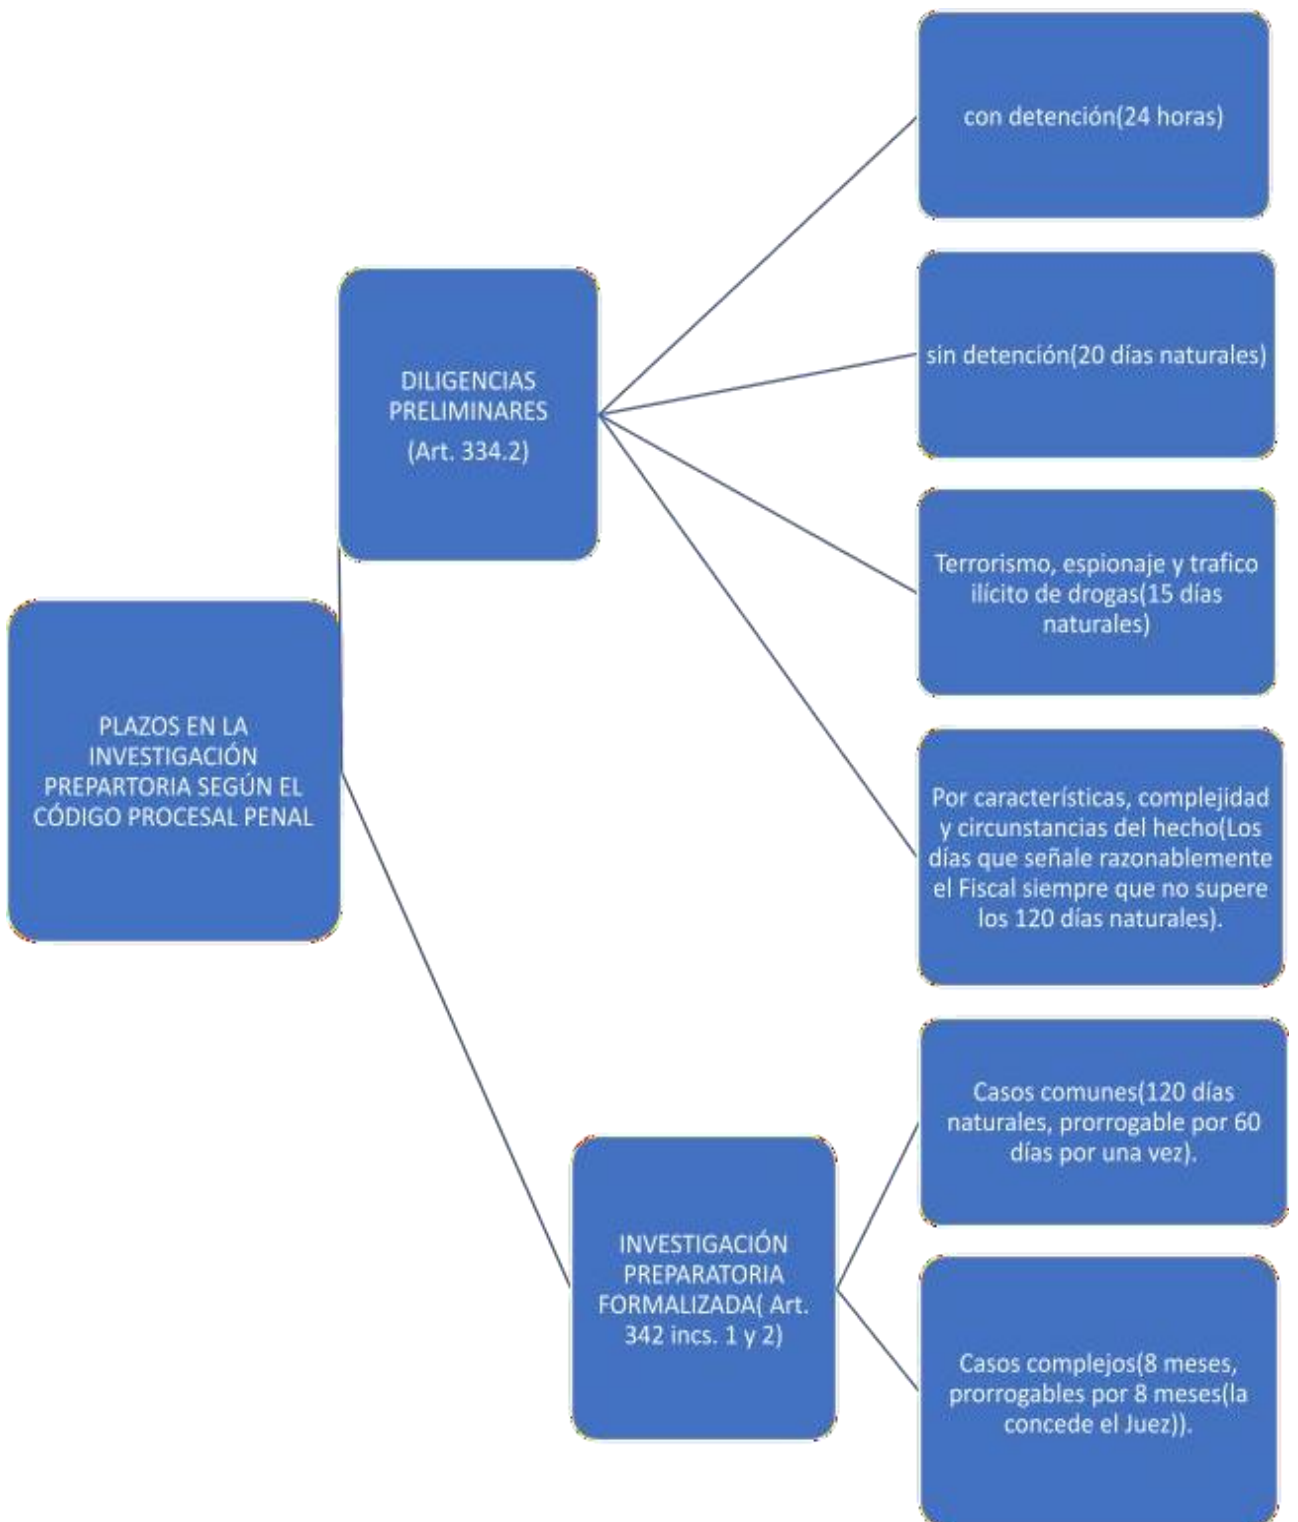 PLAZOS EN LA
INVESTIGACIÓN
PREPARTORIA SEGÚN EL
CÓDIGO PROCESAL PENAL
DILIGENCIAS
PRELIMINARES
(Art. 334.2)
con detención(24 horas)
sin detención(20 días naturales)
Terrorismo, espionaje y trafico
ilícito de drogas(15 días
naturales)
Por características, complejidad
y circunstancias del hecho(Los
días que señale razonablemente
el Fiscal siempre que no supere
los 120 días naturales).
INVESTIGACIÓN
PREPARATORIA
FORMALIZADA( Art.
342 incs. 1 y 2)
Casos comunes(120 días
naturales, prorrogable por 60
días por una vez).
Casos complejos(8 meses,
prorrogables por 8 meses(la
concede el Juez)).